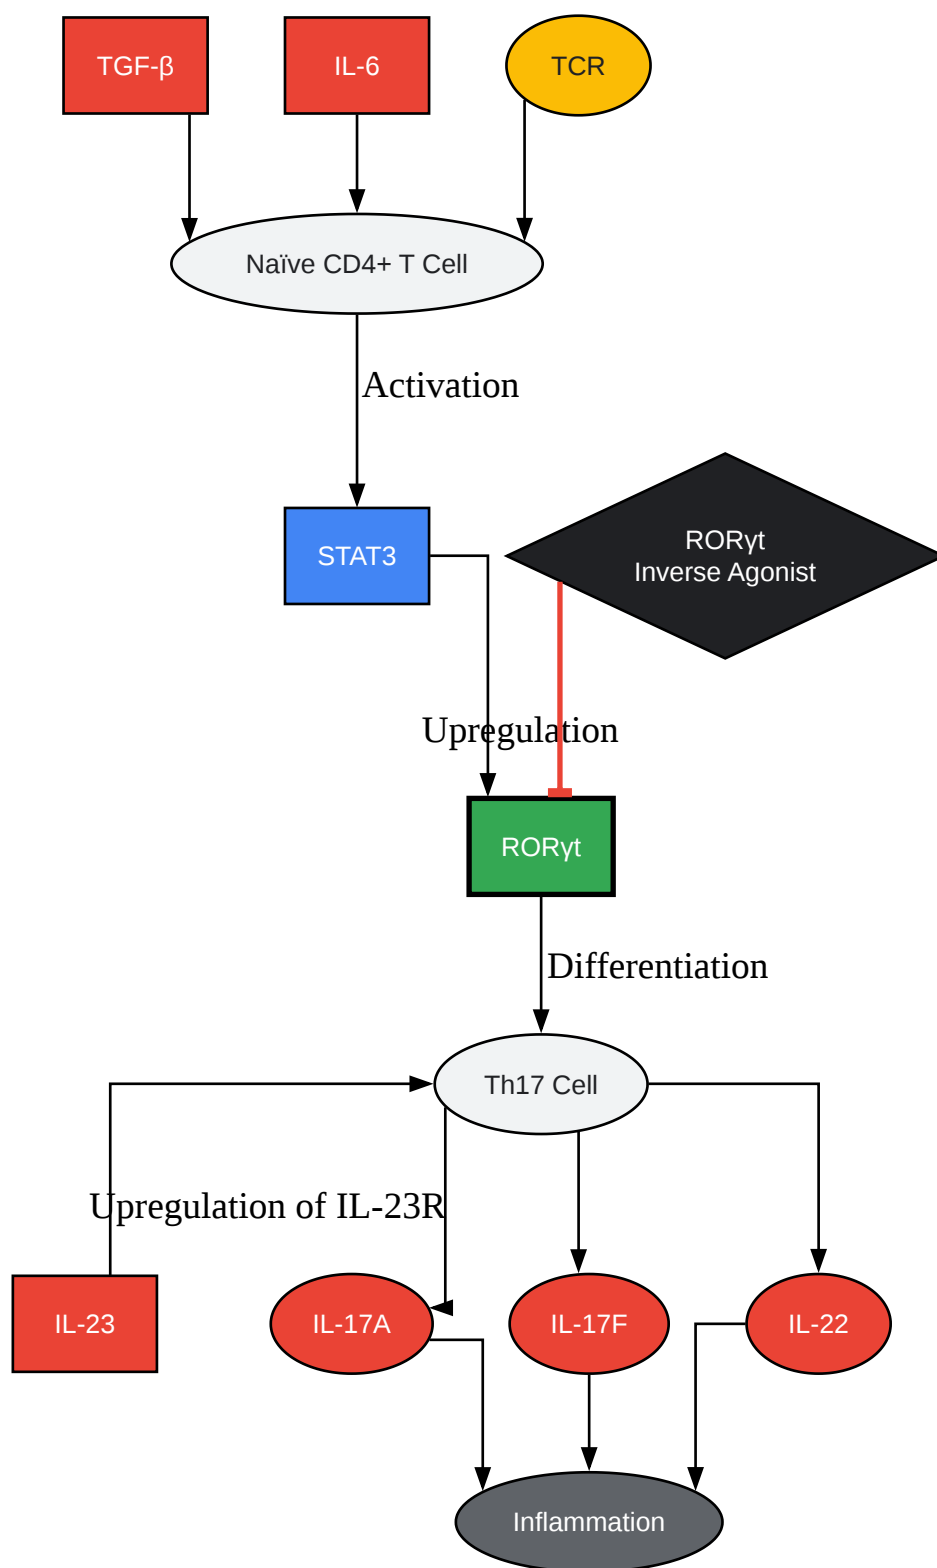 TGF-β
IL-6
TCR
Naïve CD4+ T Cell
Activation
STAT3
RORγt
Inverse Agonist
Upregulation
RORγt
Differentiation
Th17 Cell
Upregulation of IL-23R
IL-23
IL-17A
IL-17F
IL-22
Inflammation